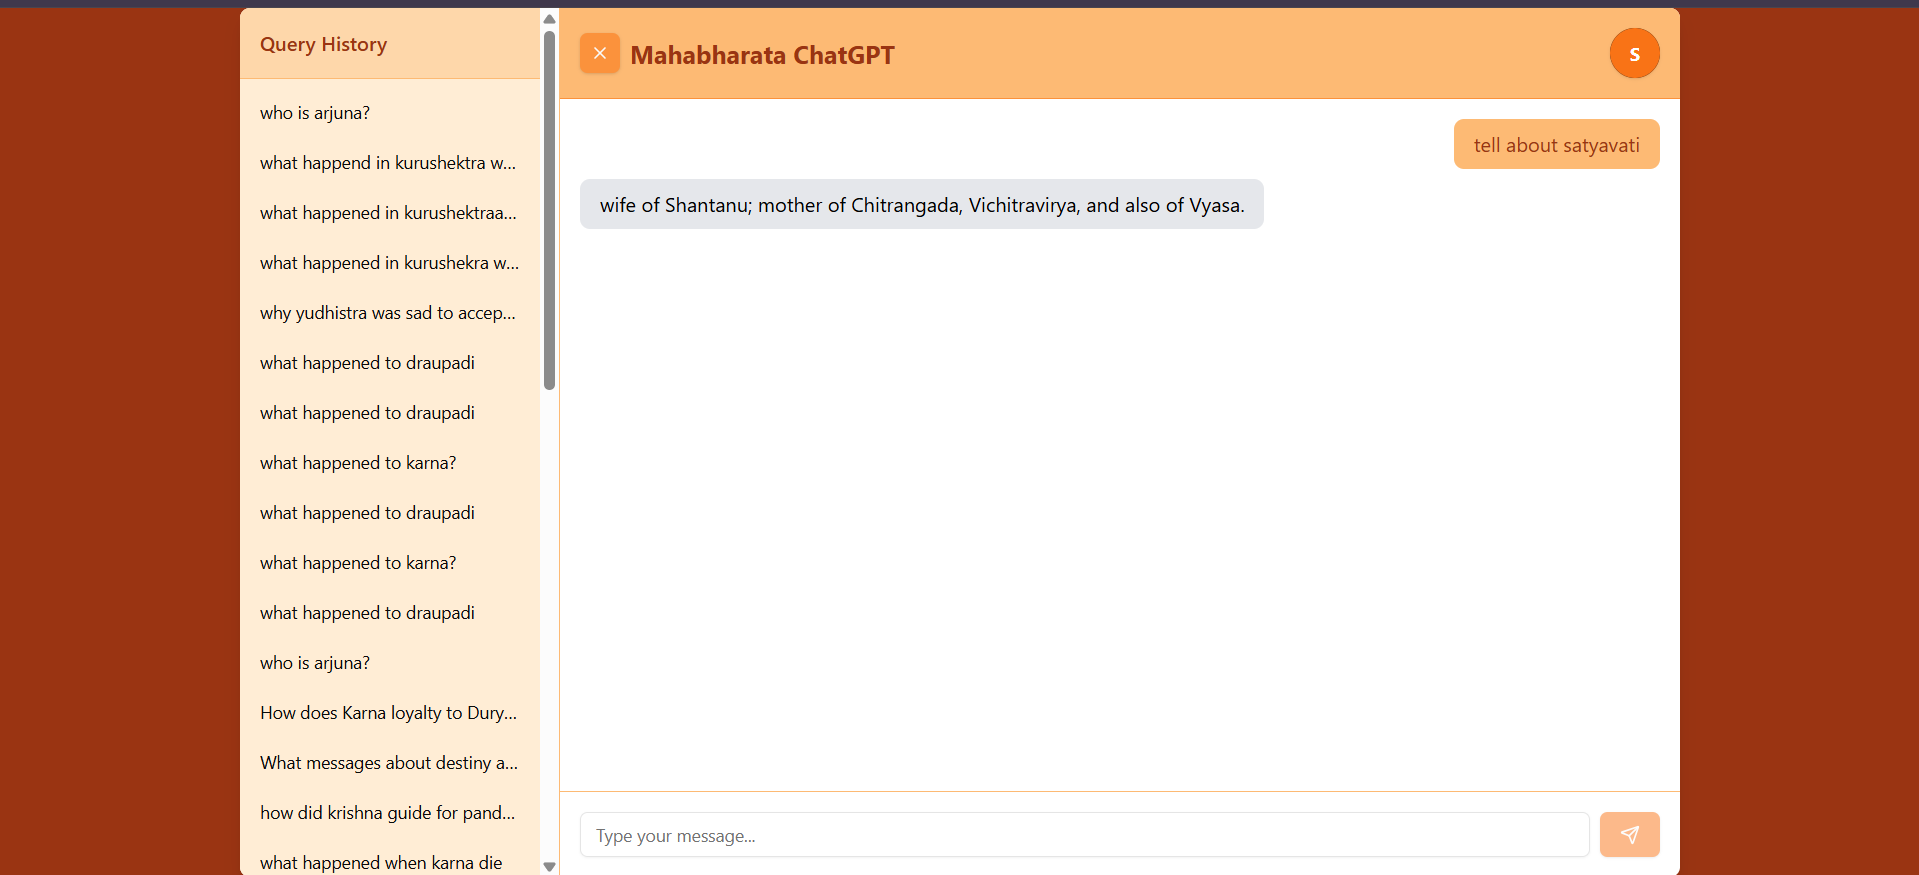 Query History
who is arjuna?
what happend in kurushektra w...
what happened in kurushektraa...
what happened in kurushekra w...
why yudhistra was sad to accep...
what happened to draupadi
what happened to draupadi
what happened to karna?
what happened to draupadi
what happened to karna?
what happened to draupadi
who is arjuna?
How does Karna loyalty to Dury...
What messages about destiny a...
how did krishna guide for pand...
what happened when karna die
Mahabharata ChatGPT
S
tell about satyavati
wife of Shantanu; mother of Chitrangada, Vichitravirya, and also of Vyasa.
Type your message...